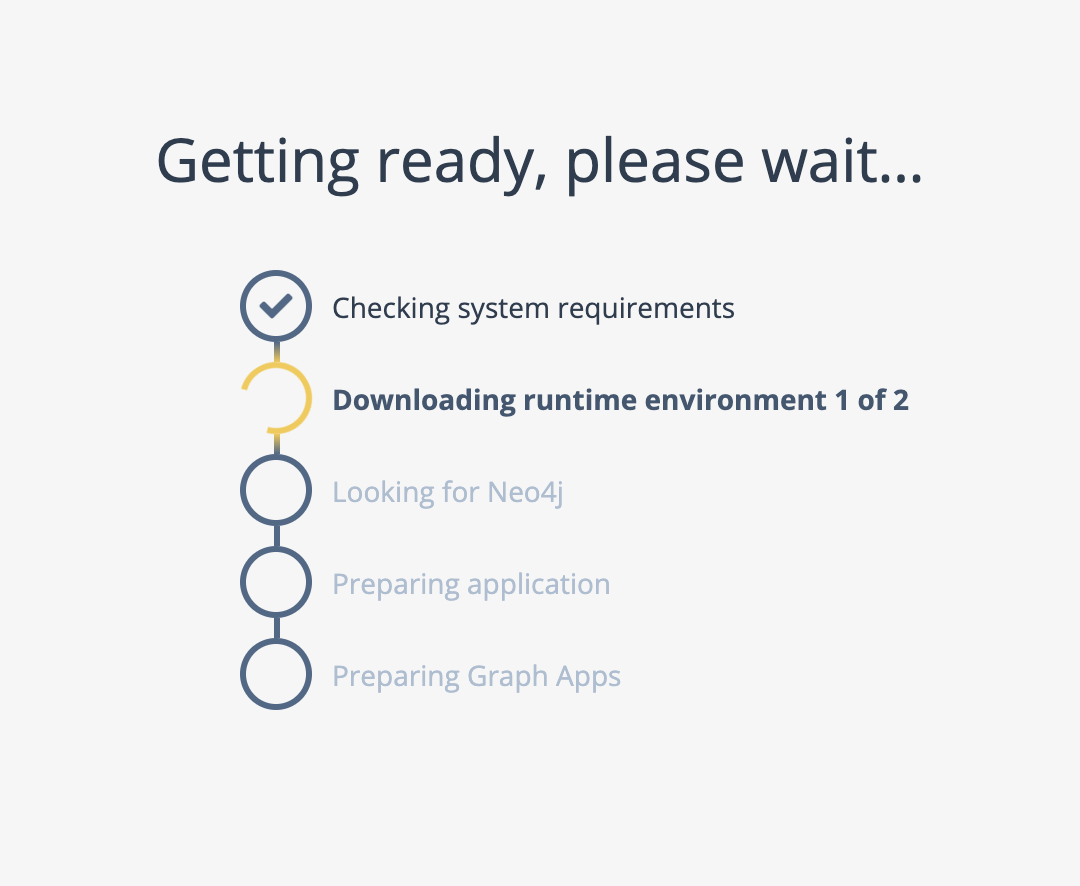 Getting ready, please wait...
Checking system requirements
Downloading runtime environment 1 of 2
Looking for Neo4j
Preparing application
Preparing Graph Apps